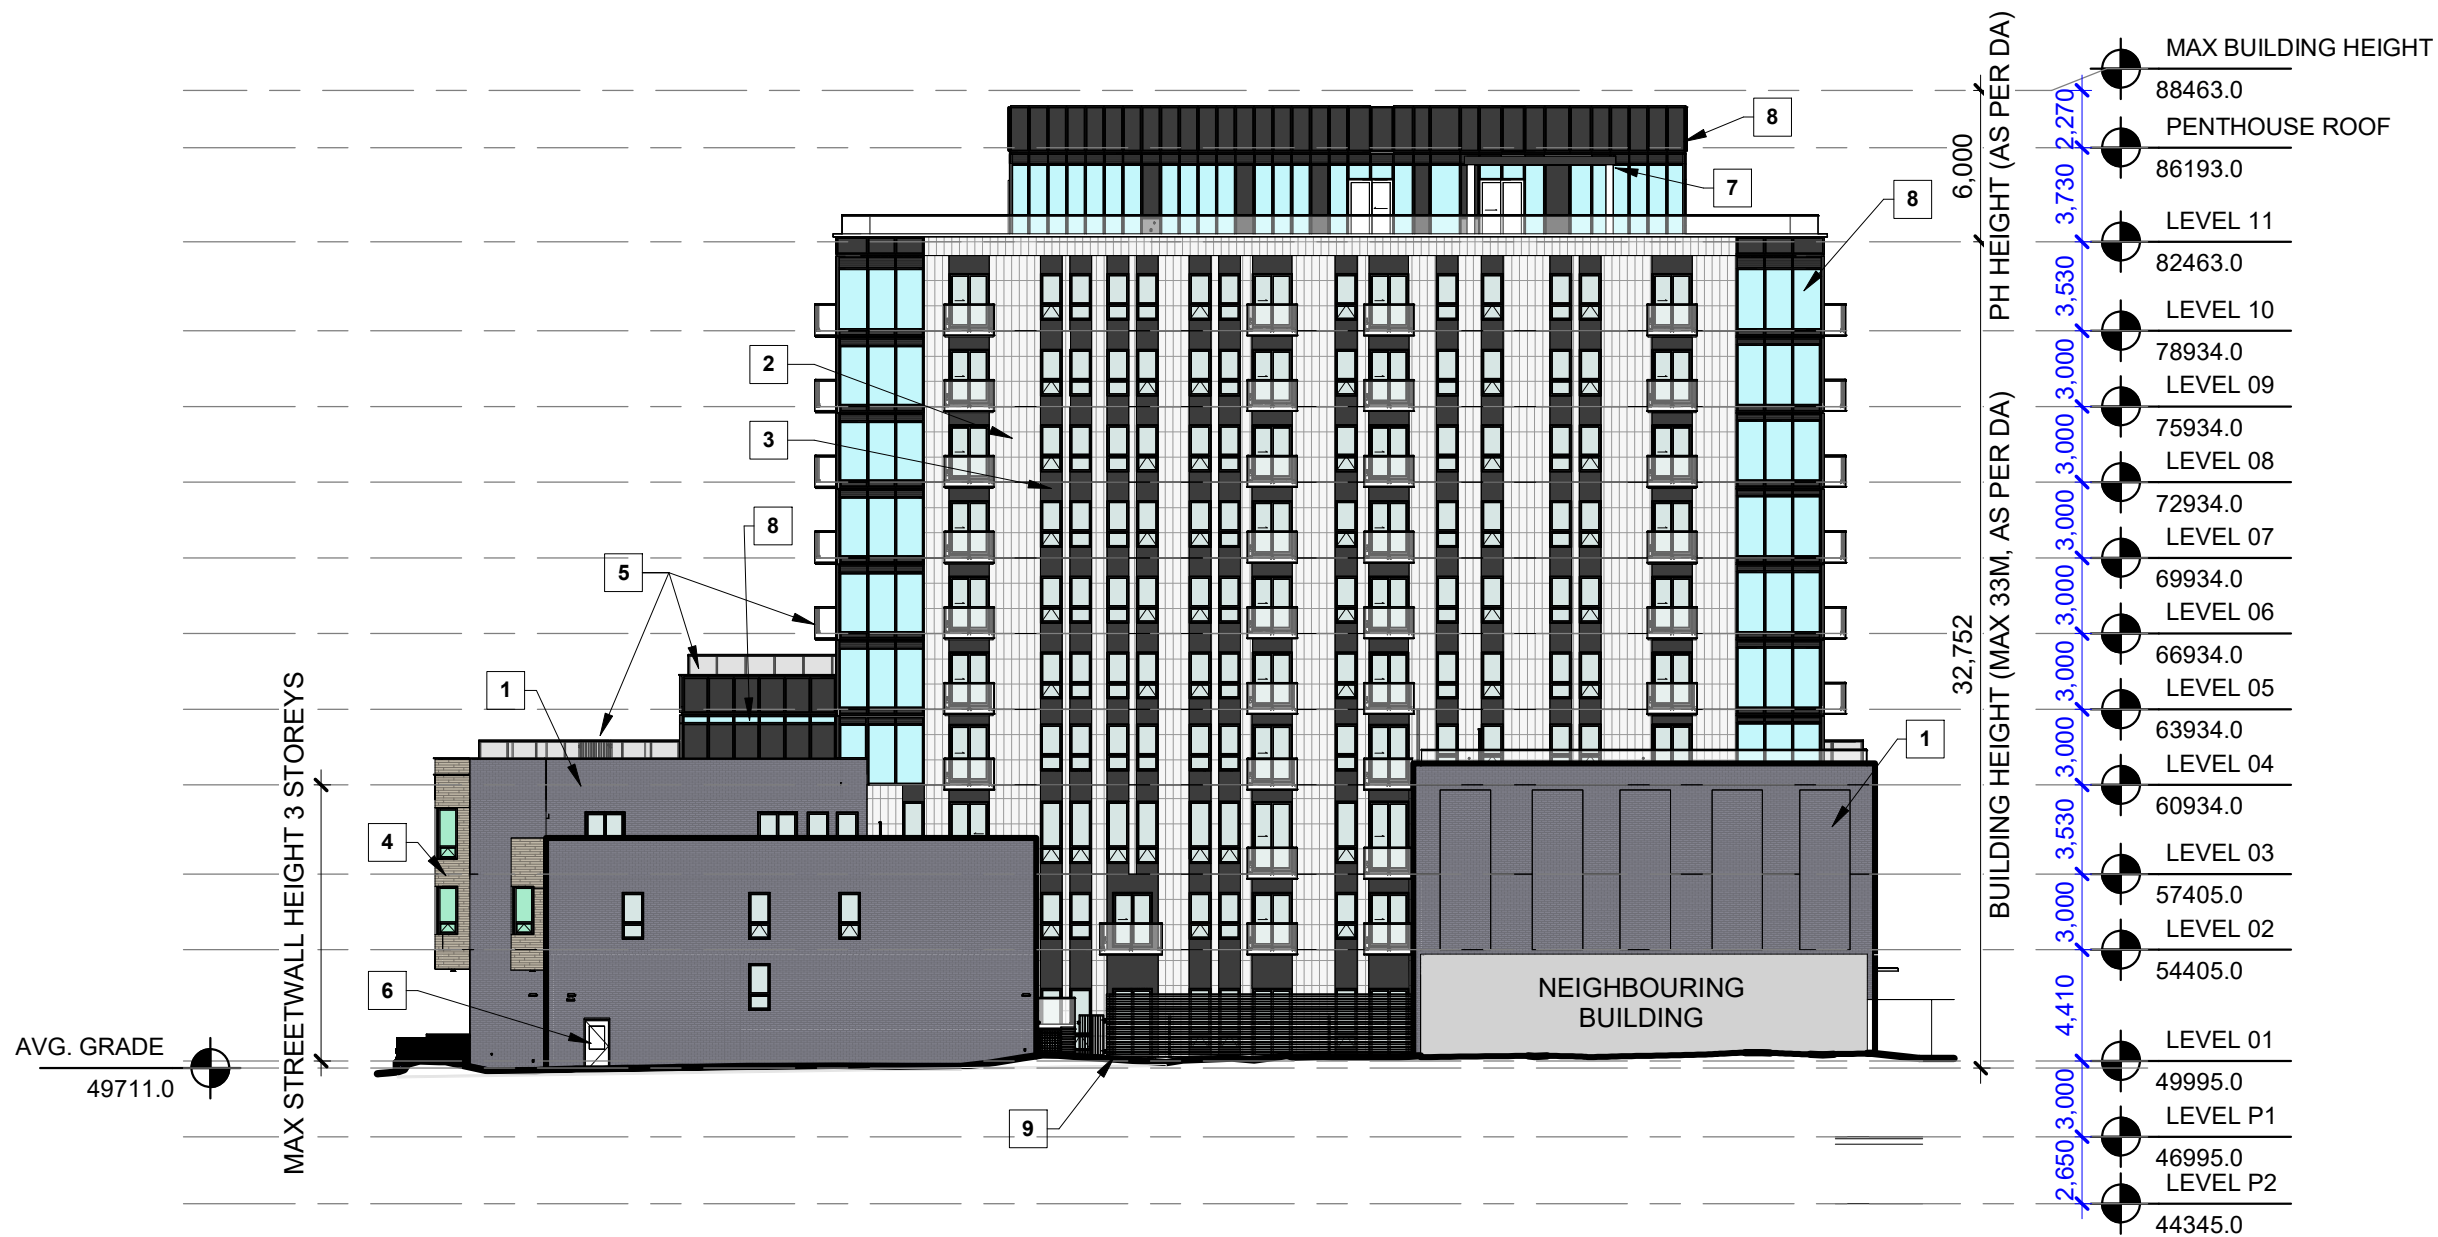 MAX BUILDING HEIGHT
88463.0
2,270
PENTHOUSE ROOF
86193.0
3,730
LEVEL 11
82463.0
3,530
LEVEL 10
78934.0
3,000
LEVEL 09
75934.0
3,000
LEVEL 08
72934.0
3,000
LEVEL 07
69934.0
3,000
LEVEL 06
66934.0
3,000
LEVEL 05
63934.0
3,000
LEVEL 04
60934.0
3,530
LEVEL 03
57405.0
3,000
LEVEL 02
54405.0
4,410
LEVEL 01
49995.0
3,000
LEVEL P1
46995.0
2,650
LEVEL P2
44345.0
PH HEIGHT (AS PER DA)
6,000
BUILDING HEIGHT (MAX 33M, AS PER DA)
32,752
8
7
8
2
3
8
5
1
1
4
6
9
NEIGHBOURING
BUILDING
MAX STREETWALL HEIGHT 3 STOREYS
AVG. GRADE
49711.0